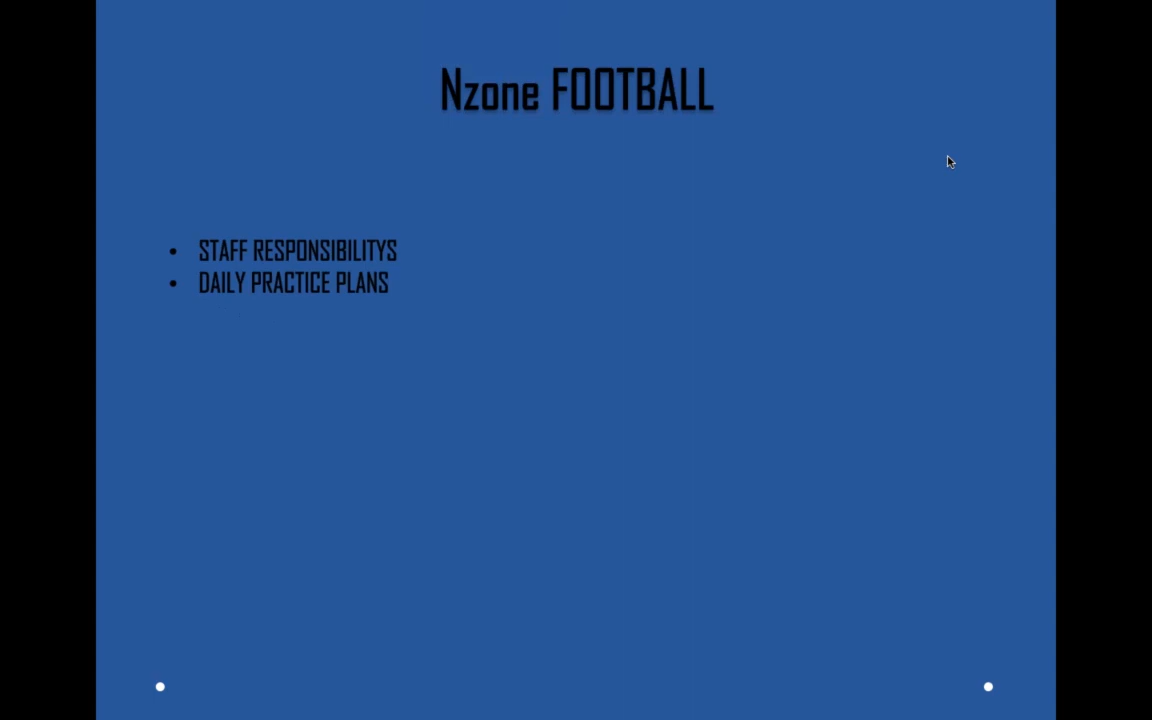 Nzone FOOTBALL
• STAFF RESPONSIBILITYS
• DAILY PRACTICE PLANS